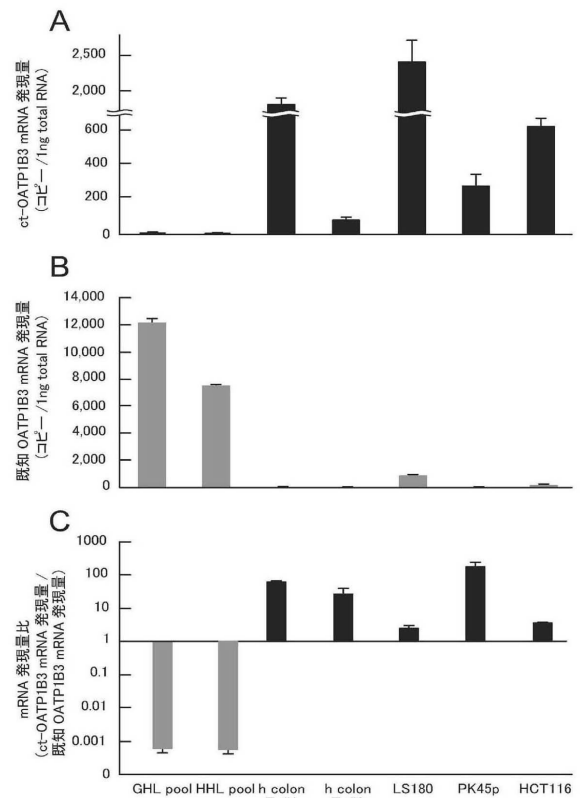 A
ct-OATP1B3 mRNA 発現量
(コピー /1ng total RNA)
2,500
2,000
600
400
200
0
B
既知 OATP1B3 mRNA 発現量
(コピー /1ng total RNA)
14,000
12,000
10,000
8,000
6,000
4,000
2,000
0
C
mRNA 発現量比
(ct-OATP1B3 mRNA 発現量 /
既知 OATP1B3 mRNA 発現量)
1000
100
10
1
0.1
0.01
0.001
0
GHL pool HHL pool h colon h colon LS180 PK45p HCT116